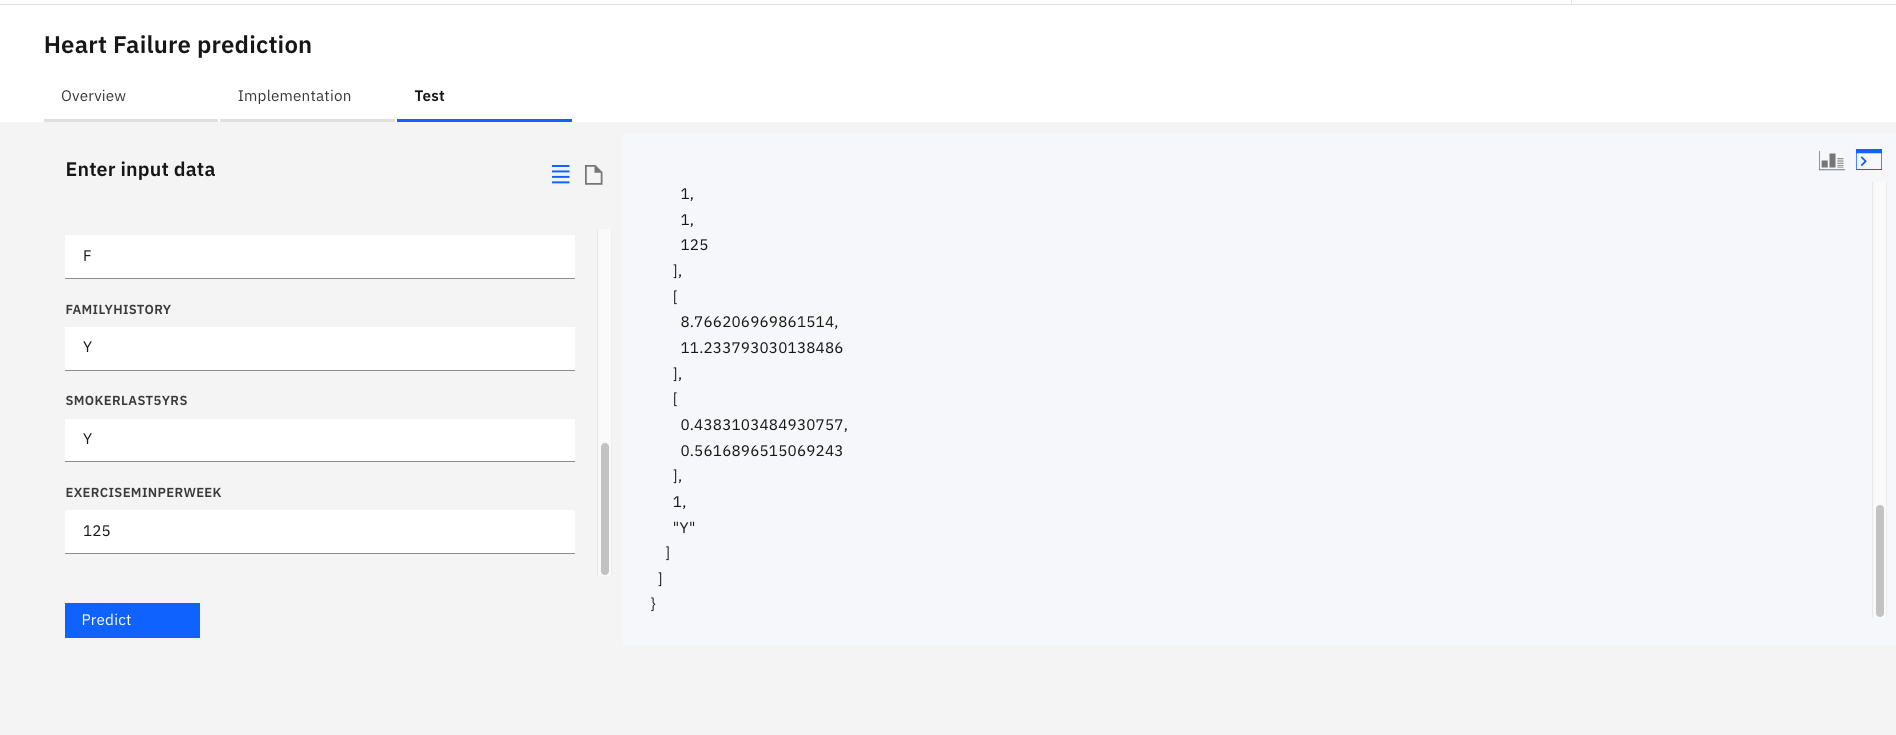 Heart Failure prediction
Overview
Implementation
Test
Enter input data
F
FAMILYHISTORY
Y
SMOKERLAST5YRS
Y
EXERCISEMINPERWEEK
125
Predict
1,
1,
125
],
[
8.766206969861514,
11.233793030138486
],
[
0.4383103484930757,
0.5616896515069243
],
1,
"Y"
]
]
}